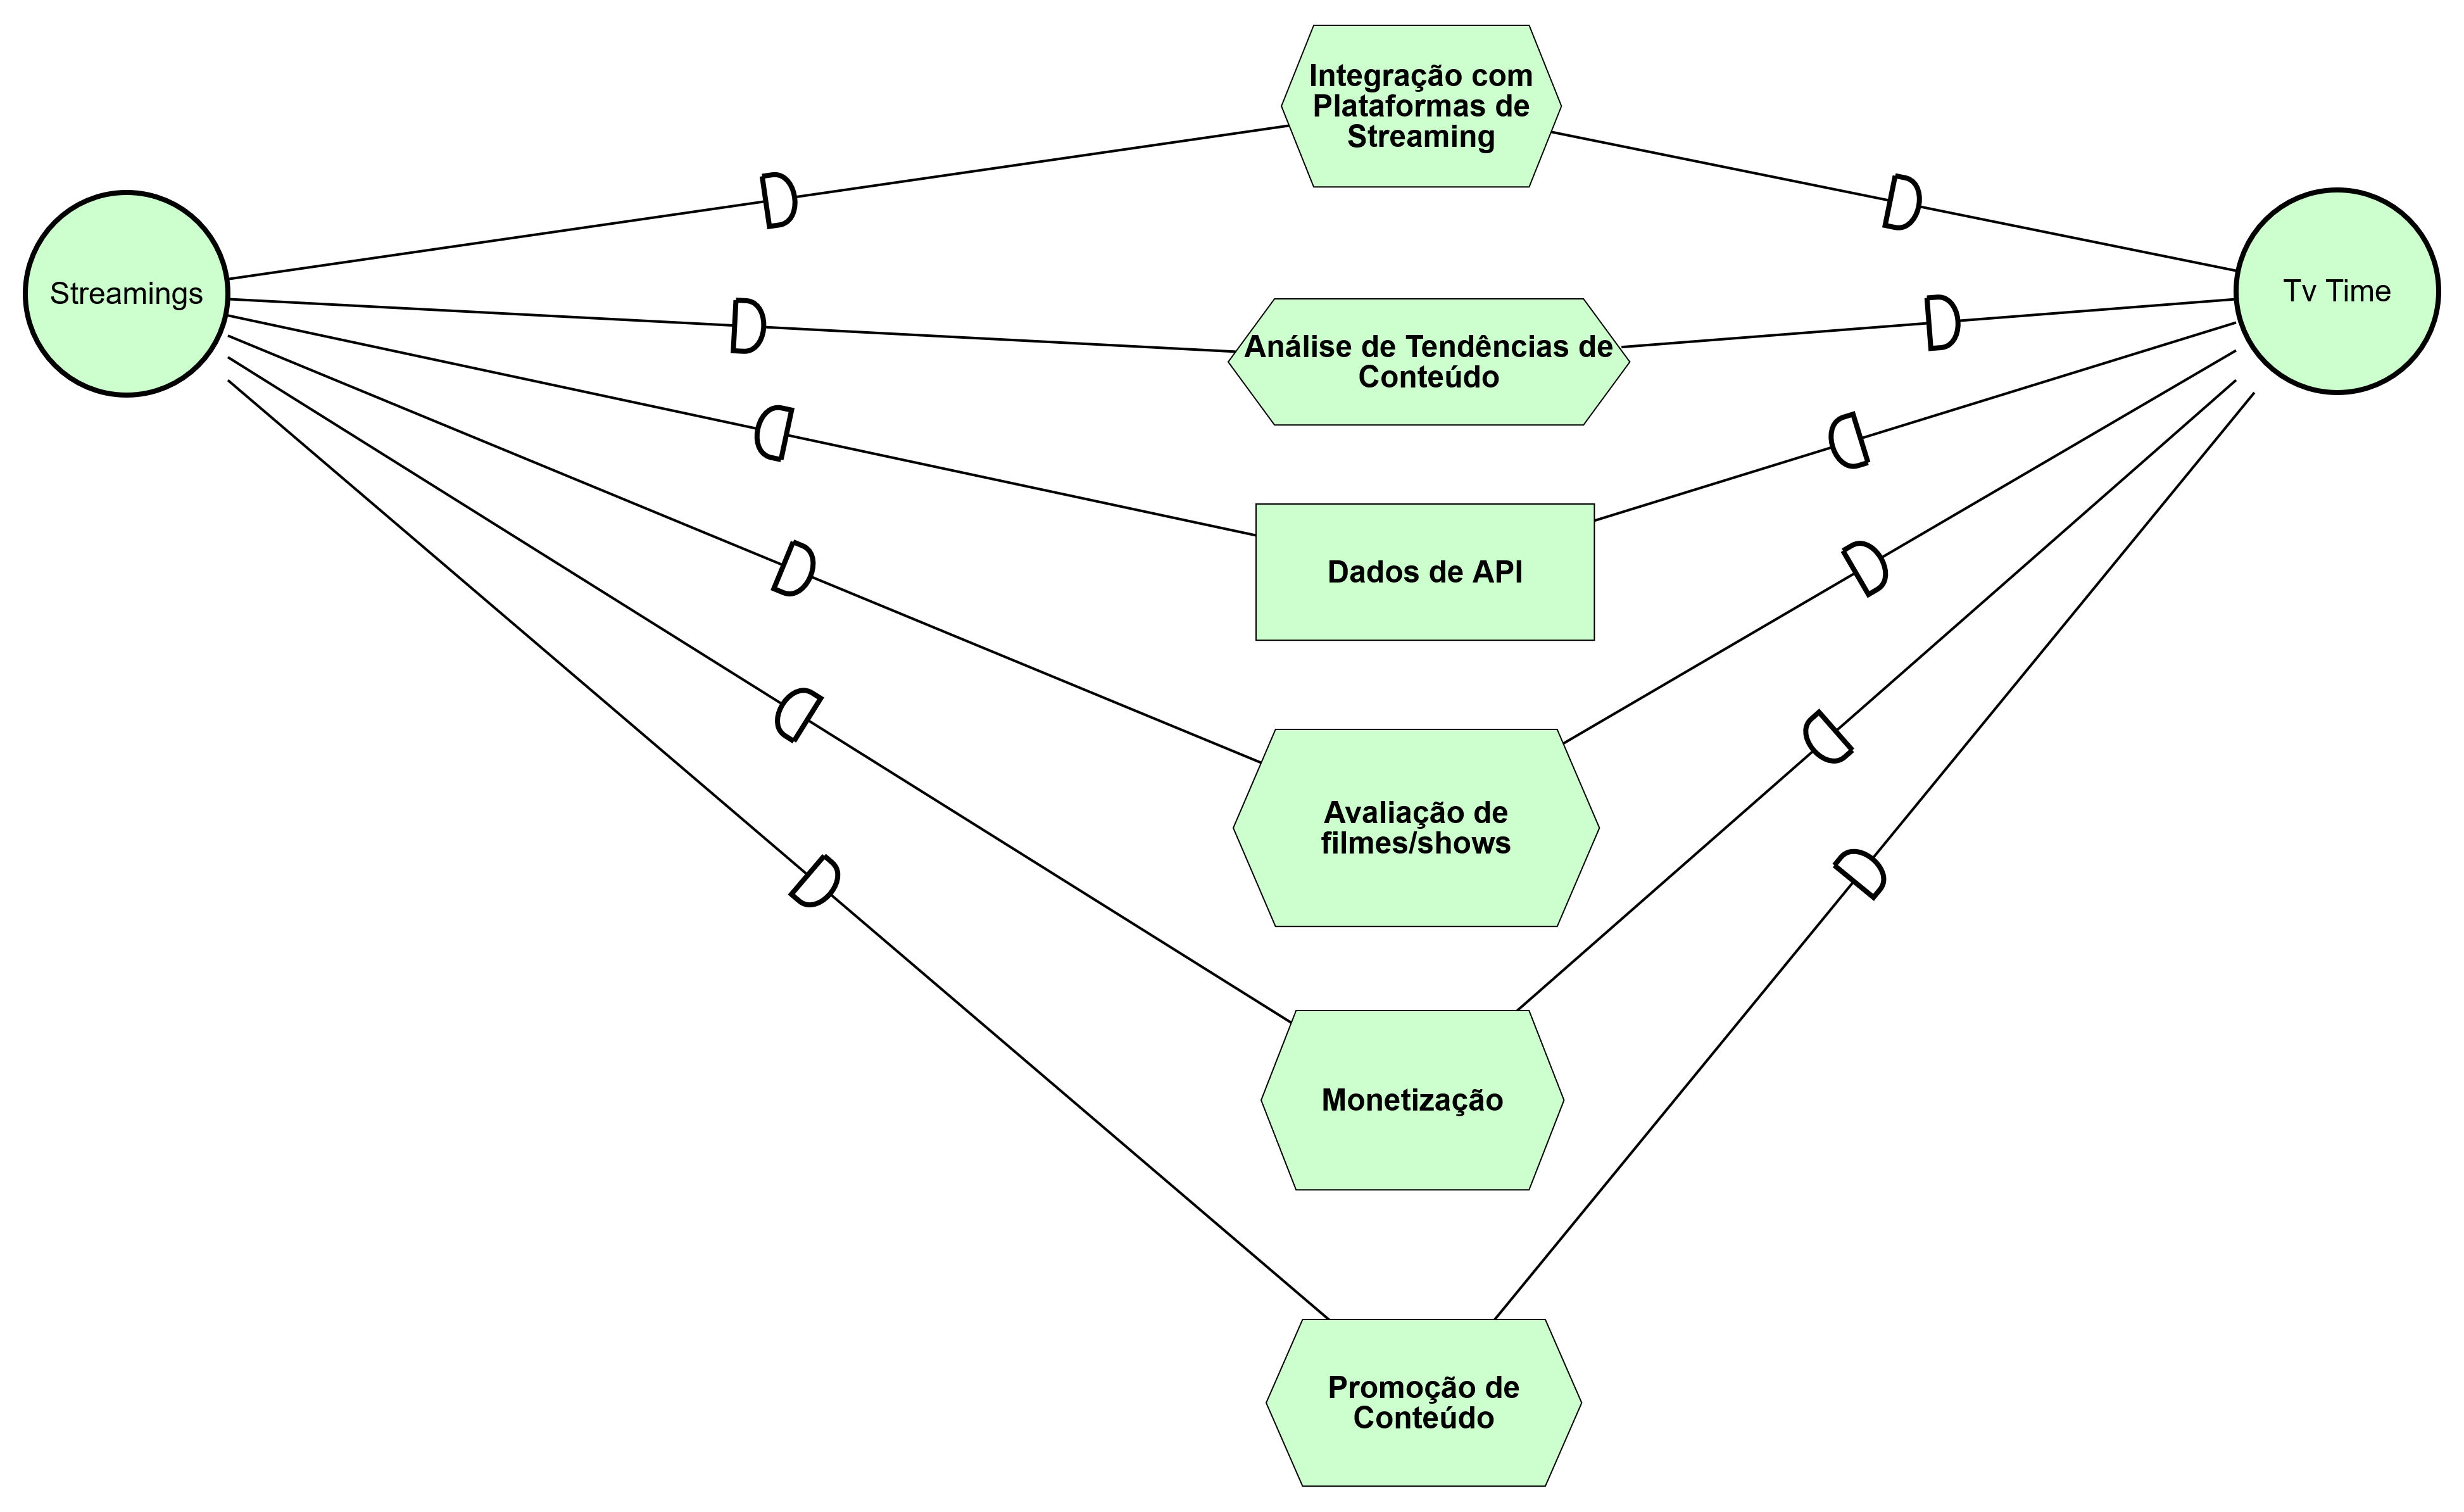 Integração com
Plataformas de
Streaming
Streamings
Tv Time
Análise de Tendências de
Conteúdo
Dados de API
Avaliação de
filmes/shows
Monetização
Promoção de
Conteúdo